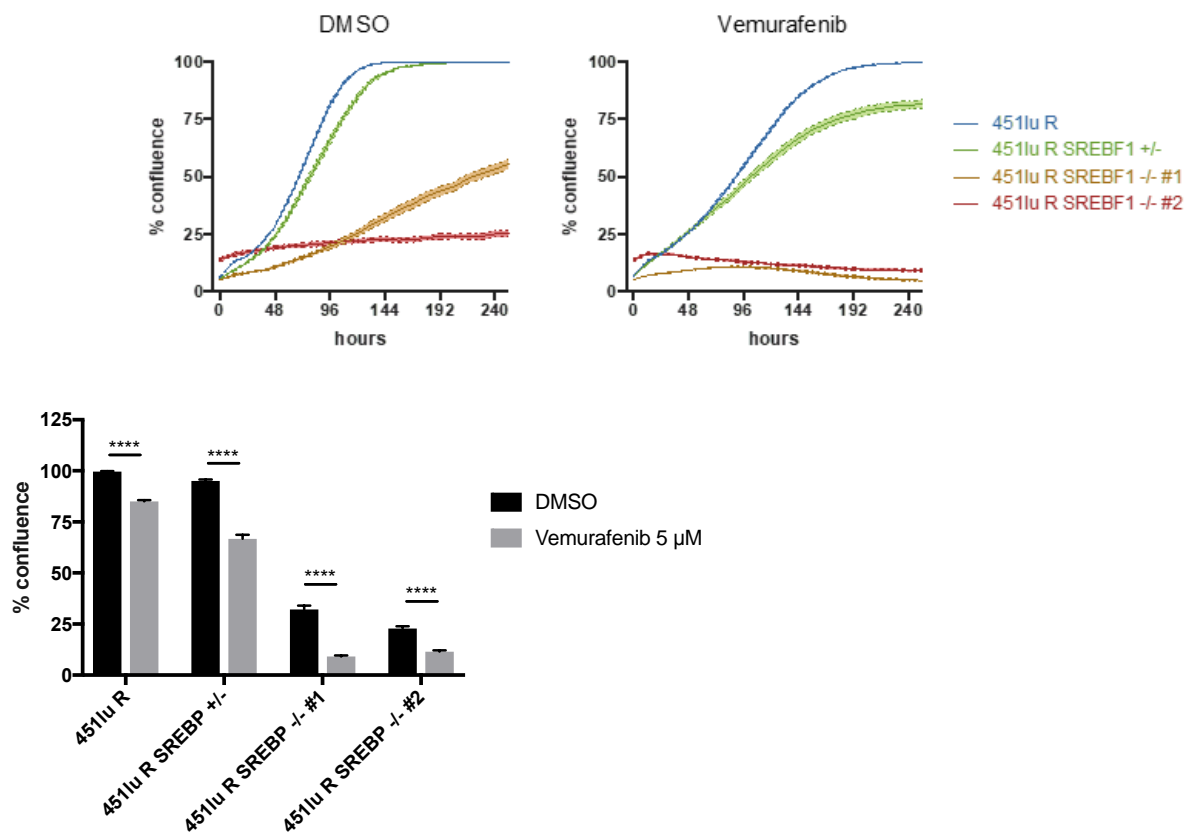 DMSO
Vemurafenib
% confluence
100
75
50
25
0
0 48 96 144 192 240
hours
% confluence
100
75
50
25
0
0 48 96 144 192 240
hours
451lu R
451lu R SREBF1 +/-
451lu R SREBF1 -/- #1
451lu R SREBF1 -/- #2
% confluence
125
100
75
50
25
0
**** **** **** ****
451lu R
451lu R SREBP +/-
451lu R SREBP -/- #1
451lu R SREBP -/- #2
DMSO
Vemurafenib 5 μM